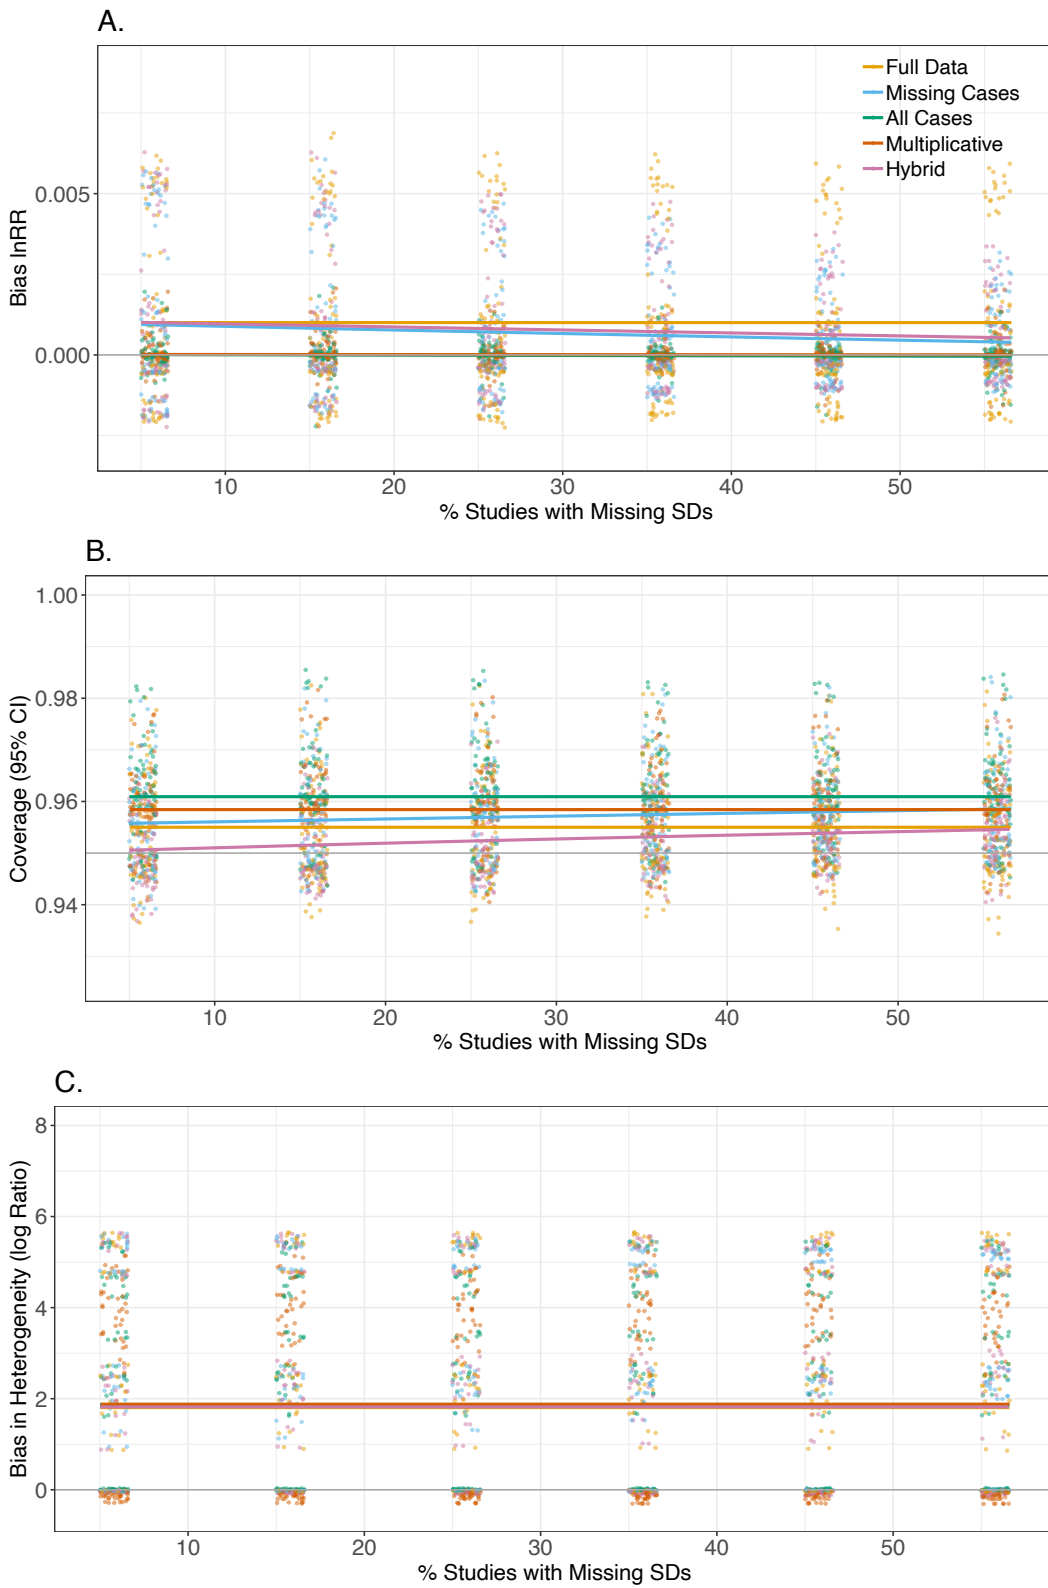 A.
Full Data
Missing Cases
All Cases
Multiplicative
Hybrid
0.005
0.000
Bias lnRR
10 20 30 40 50
% Studies with Missing SDs
B.
1.00
0.98
0.96
0.94
Coverage (95% CI)
10 20 30 40 50
% Studies with Missing SDs
C.
8
6
4
2
0
Bias in Heterogeneity (log Ratio)
10 20 30 40 50
% Studies with Missing SDs